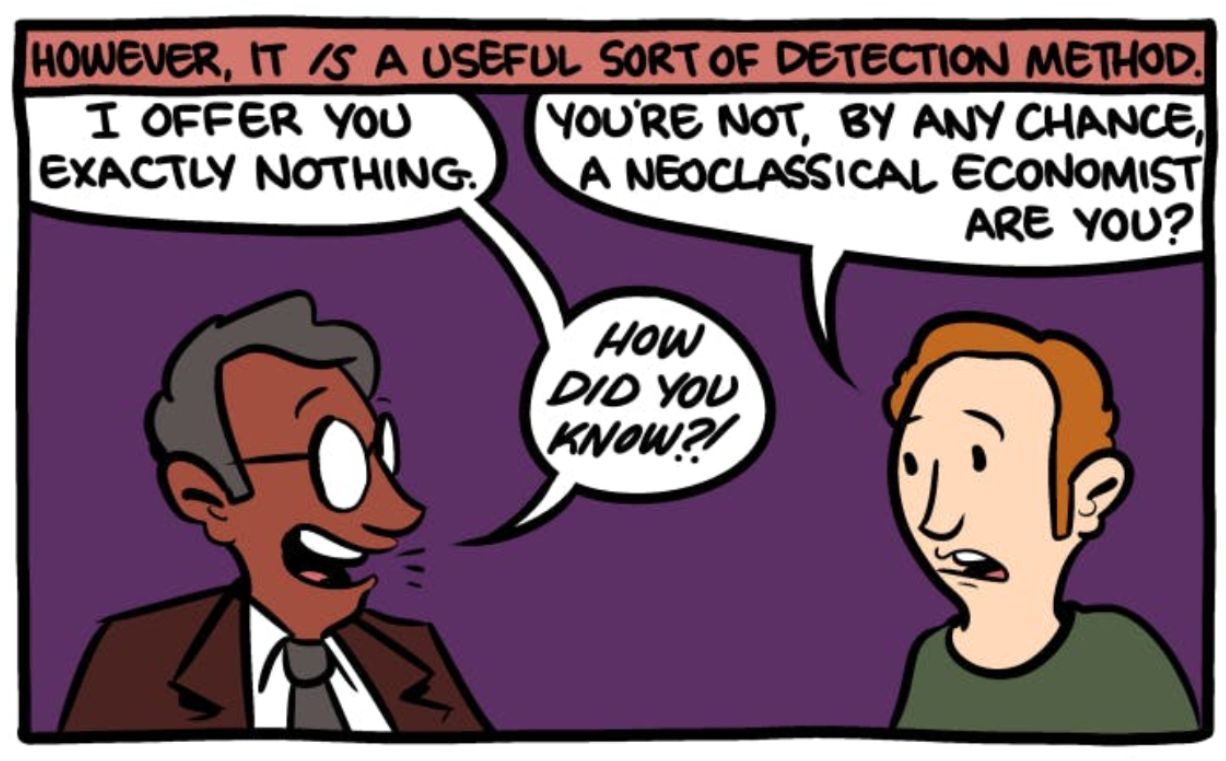 HOWEVER, IT IS A USEFUL SORT OF DETECTION METHOD.
I OFFER YOU
EXACTLY NOTHING.
YOU'RE NOT, BY ANY CHANCE,
A NEOCLASSICAL ECONOMIST
ARE YOU?
HOW
DID YOU
KNOW?!